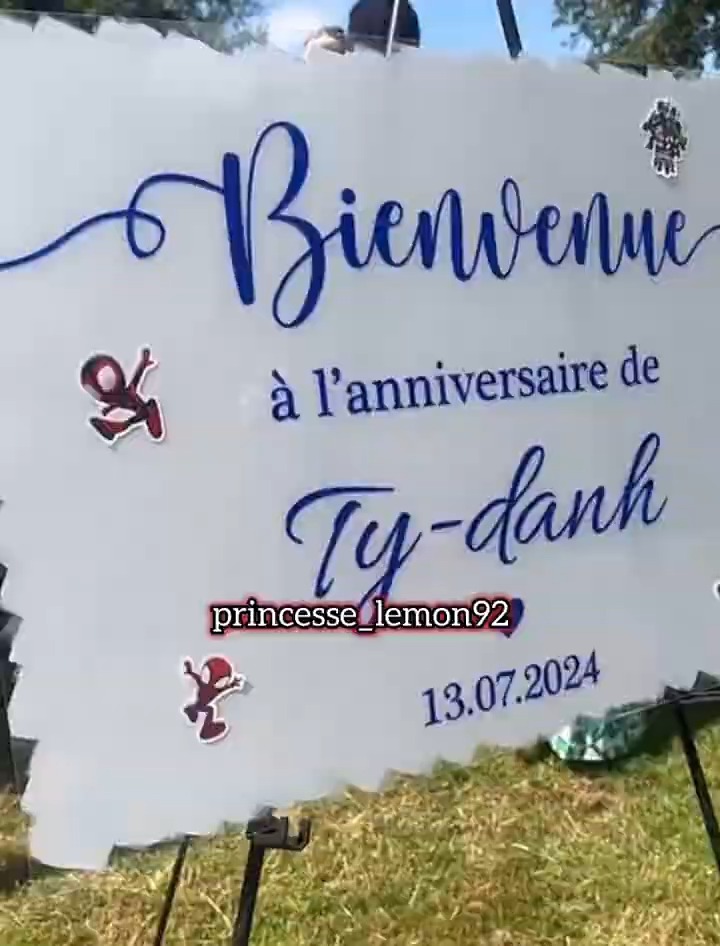 Bienvenue
à l'anniversaire de
Ty-danh
princesse_lemon92
13.07.2024